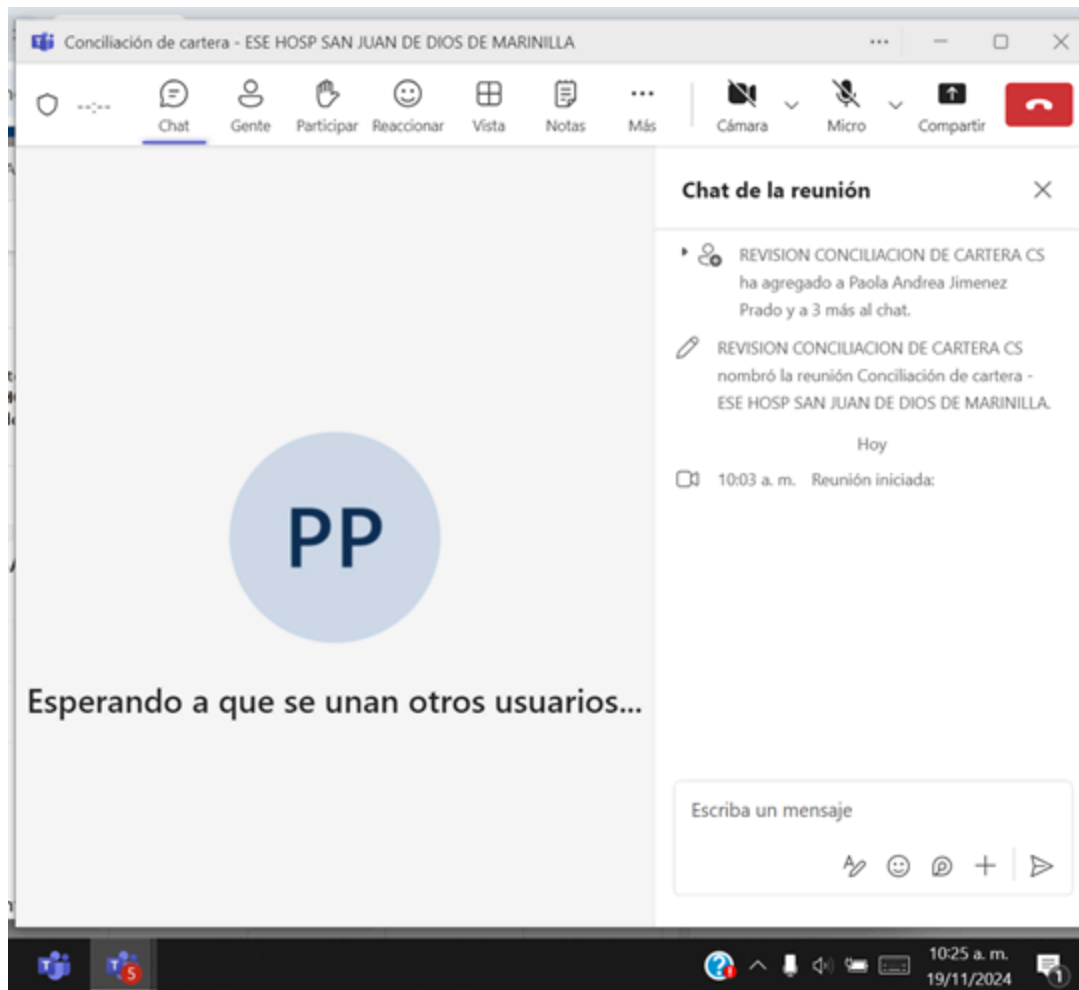 Conciliación de cartera - ESE HOSP SAN JUAN DE DIOS DE MARINILLA
--:--
Chat
Gente
Participar
Reaccionar
Vista
Notas
Más
Cámara
Micro
Compartir
Chat de la reunión
REVISION CONCILIACION DE CARTERA CS
ha agregado a Paola Andrea Jimenez
Prado y a 3 más al chat.
REVISION CONCILIACION DE CARTERA CS
nombró la reunión Conciliación de cartera -
ESE HOSP SAN JUAN DE DIOS DE MARINILLA.
Hoy
10:03 a. m. Reunión iniciada:
PP
Esperando a que se unan otros usuarios...
Escriba un mensaje
5
10:25 a. m.
19/11/2024
1